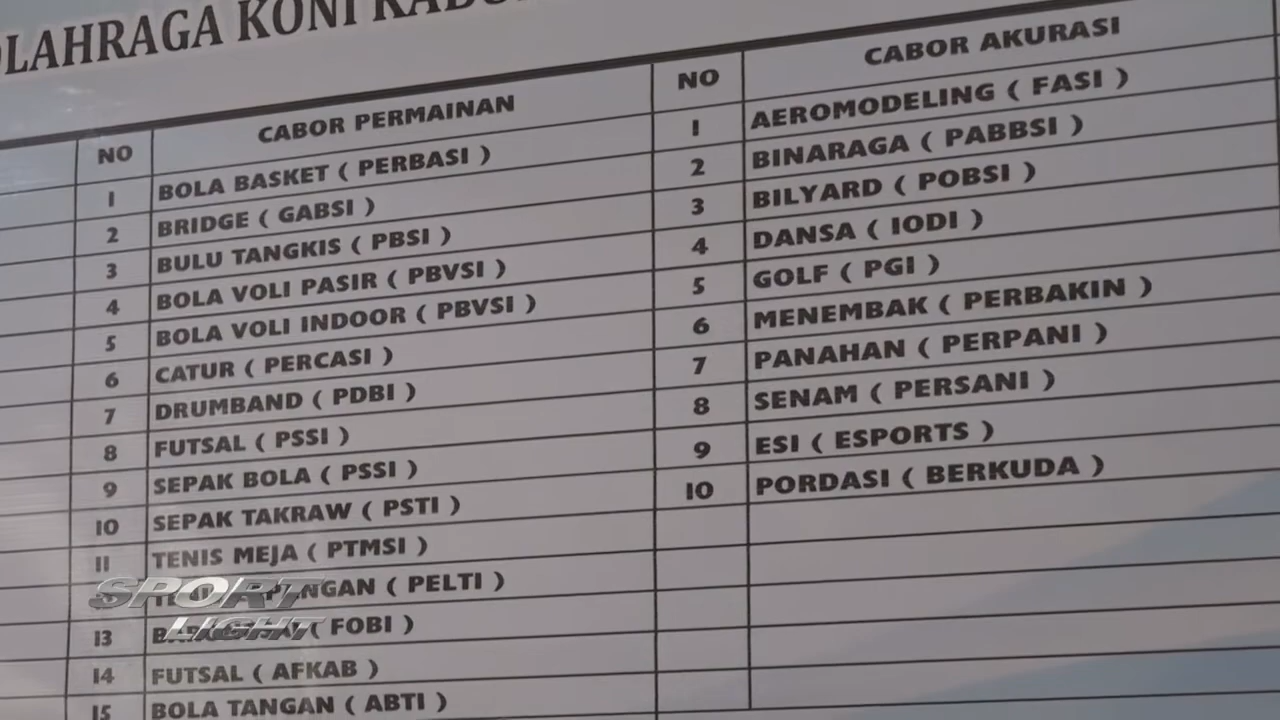 OLAHRAGA KONI
NO CABOR PERMAINAN
1 BOLA BASKET ( PERBASI )
2 BRIDGE ( GABSI )
3 BULU TANGKIS ( PBSI )
4 BOLA VOLI PASIR ( PBVSI )
5 BOLA VOLI INDOOR ( PBVSI )
6 CATUR ( PERCASI )
7 DRUMBAND ( PDBI )
8 FUTSAL ( PSSI )
9 SEPAK BOLA ( PSSI )
10 SEPAK TAKRAW ( PSTI )
11 TENIS MEJA ( PTMSI )
( PELTI )
13 ( FOBI )
14 FUTSAL ( AFKAB )
15 BOLA TANGAN ( ABTI )
NO CABOR AKURASI
1 AEROMODELING ( FASI )
2 BINARAGA ( PABBSI )
3 BILYARD ( POBSI )
4 DANSA ( IODI )
5 GOLF ( PGI )
6 MENEMBAK ( PERBAKIN )
7 PANAHAN ( PERPANI )
8 SENAM ( PERSANI )
9 ESI ( ESPORTS )
10 PORDASI ( BERKUDA )
SPORT
LIGHT